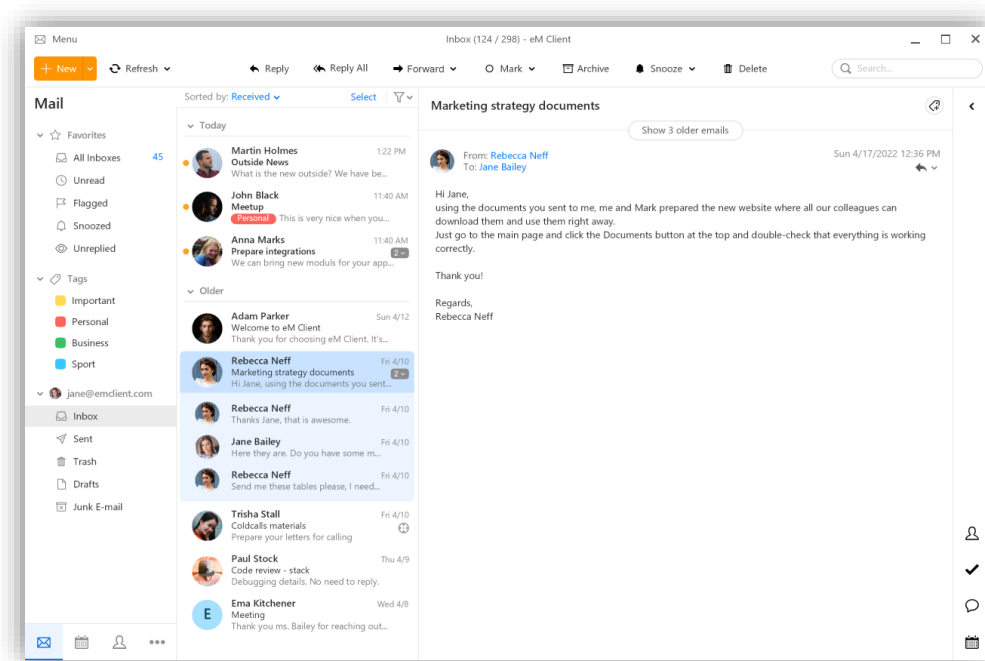 Menu
Inbox (124 / 298) - eM Client
New
Refresh
Reply
Reply All
Forward
Mark
Archive
Snooze
Delete
Search...
Mail
Favorites
All Inboxes 45
Unread
Flagged
Snoozed
Unreplied
Tags
Important
Personal
Business
Sport
jane@emclient.com
Inbox
Sent
Trash
Drafts
Junk E-mail
Sorted by: Received
Select
Today
Martin Holmes 1:22 PM
Outside News
What is the new outside? We have be...
John Black 11:40 AM
Meetup
Personal This is very nice when you...
Anna Marks 11:40 AM
Prepare integrations 2
We can bring new moduls for your app...
Older
Adam Parker Sun 4/12
Welcome to eM Client
Thank you for choosing eM Client. It's...
Rebecca Neff Fri 4/10
Marketing strategy documents 2
Hi Jane, using the documents you sent...
Rebecca Neff Fri 4/10
Thanks Jane, that is awesome.
Jane Bailey Fri 4/10
Here they are. Do you have some m...
Rebecca Neff Fri 4/10
Send me these tables please, I need...
Trisha Stall Fri 4/10
Coldcalls materials
Prepare your letters for calling
Paul Stock Thu 4/9
Code review - stack
Debugging details. No need to reply.
E
Ema Kitchener Wed 4/8
Meeting
Thank you ms. Bailey for reaching out...
Marketing strategy documents
Show 3 older emails
From: Rebecca Neff Sun 4/17/2022 12:36 PM
To: Jane Bailey
Hi Jane,
using the documents you sent to me, me and Mark prepared the new website where all our colleagues can
download them and use them right away.
Just go to the main page and click the Documents button at the top and double-check that everything is working
correctly.
Thank you!
Regards,
Rebecca Neff